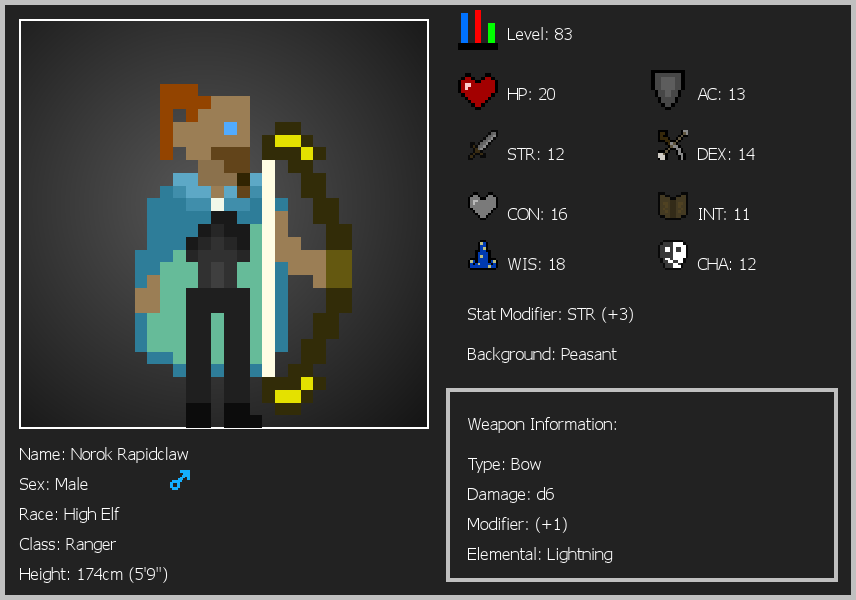 Level: 83
HP: 20
AC: 13
STR: 12
DEX: 14
CON: 16
INT: 11
WIS: 18
CHA: 12
Stat Modifier: STR (+3)
Background: Peasant
Weapon Information:
Type: Bow
Damage: d6
Modifier: (+1)
Elemental: Lightning
Name: Norok Rapidclaw
Sex: Male
Race: High Elf
Class: Ranger
Height: 174cm (5'9")